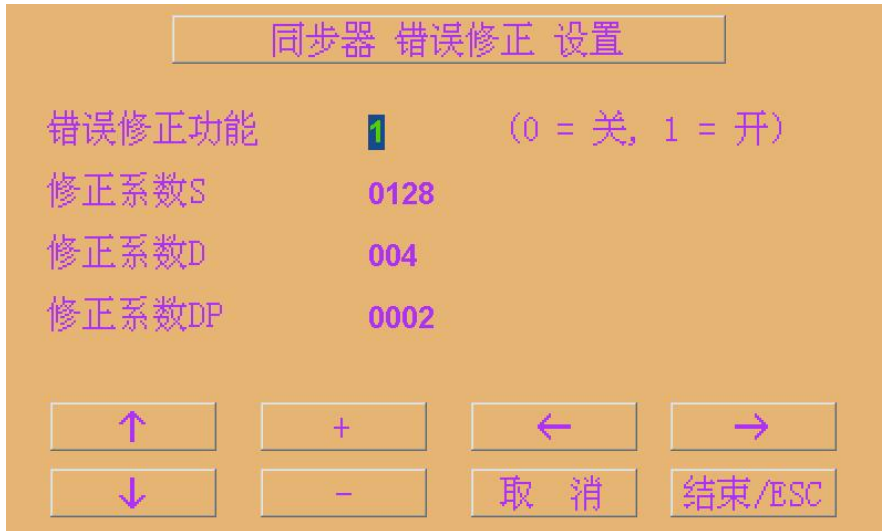 同步器 错误修正 设置
错误修正功能 1 (0 = 关, 1 = 开)
修正系数S 0128
修正系数D 004
修正系数DP 0002
↑ + ← →
↓ - 取 消 结束/ESC